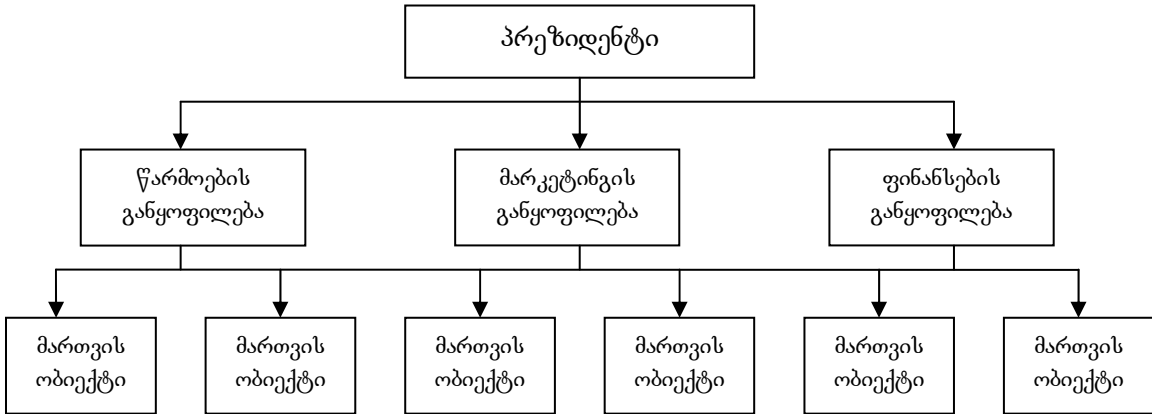 პრეზიდენტი
წარმოების
განყოფილება
მარკეტინგის
განყოფილება
ფინანსების
განყოფილება
მართვის
ობიექტი
მართვის
ობიექტი
მართვის
ობიექტი
მართვის
ობიექტი
მართვის
ობიექტი
მართვის
ობიექტი